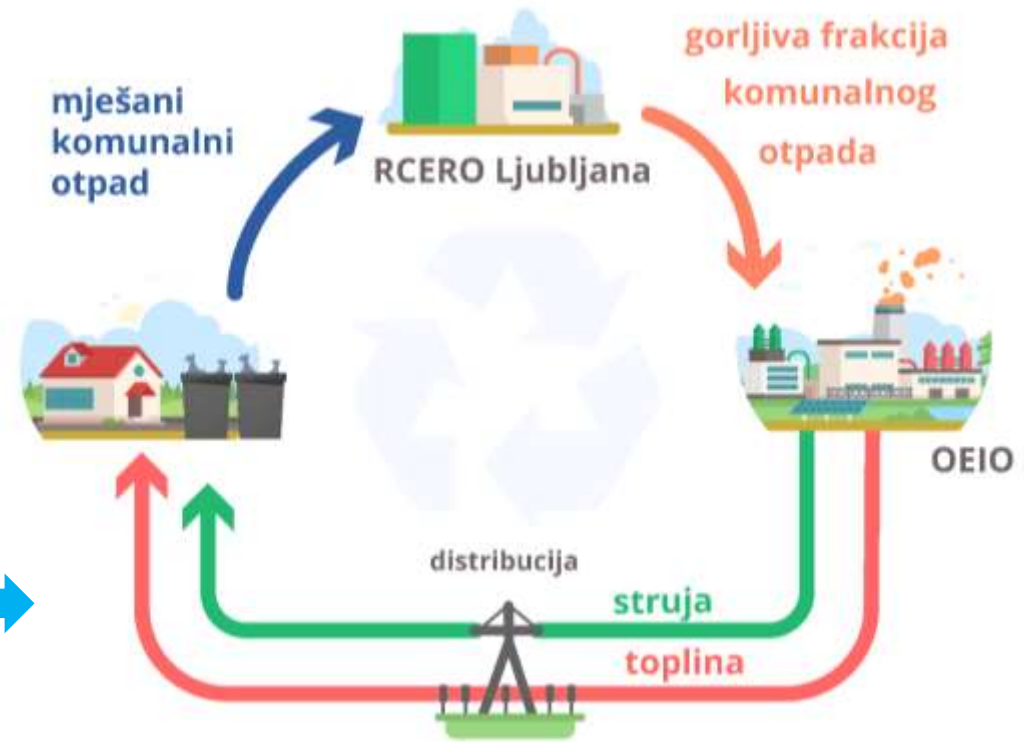 mješani
komunalni
otpad
RCERO Ljubljana
gorljiva frakcija
komunalnog
otpada
OEIO
distribucija
struja
toplina